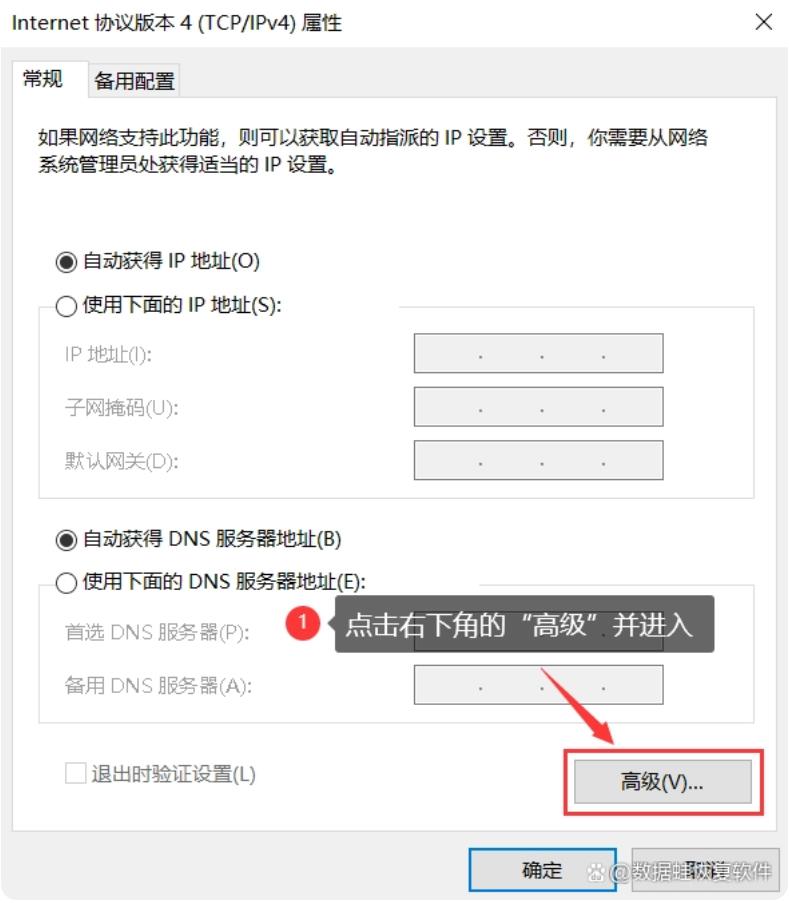 Internet 协议版本 4 (TCP/IPv4) 属性
常规
备用配置
如果网络支持此功能，则可以获取自动指派的 IP 设置。否则，你需要从网络
系统管理员处获得适当的 IP 设置。
自动获得 IP 地址(O)
使用下面的 IP 地址(S):
IP 地址(I):
子网掩码(U):
默认网关(D):
自动获得 DNS 服务器地址(B)
使用下面的 DNS 服务器地址(E):
首选 DNS 服务器(P):
1 点击右下角的“高级”并进入
备用 DNS 服务器(A):
退出时验证设置(L)
高级(V)...
确定
取消
@数据蛙恢复软件